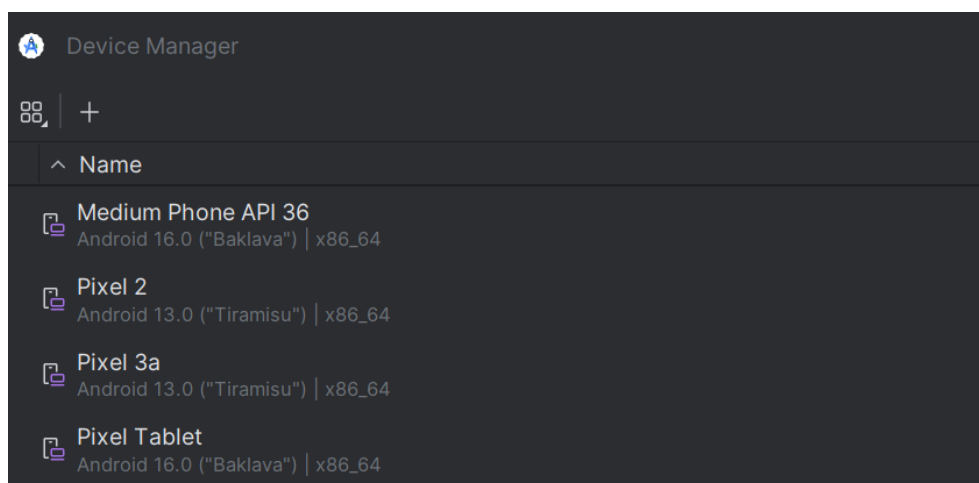 Device Manager
Name
Medium Phone API 36
Android 16.0 ("Baklava") | x86_64
Pixel 2
Android 13.0 ("Tiramisu") | x86_64
Pixel 3a
Android 13.0 ("Tiramisu") | x86_64
Pixel Tablet
Android 16.0 ("Baklava") | x86_64